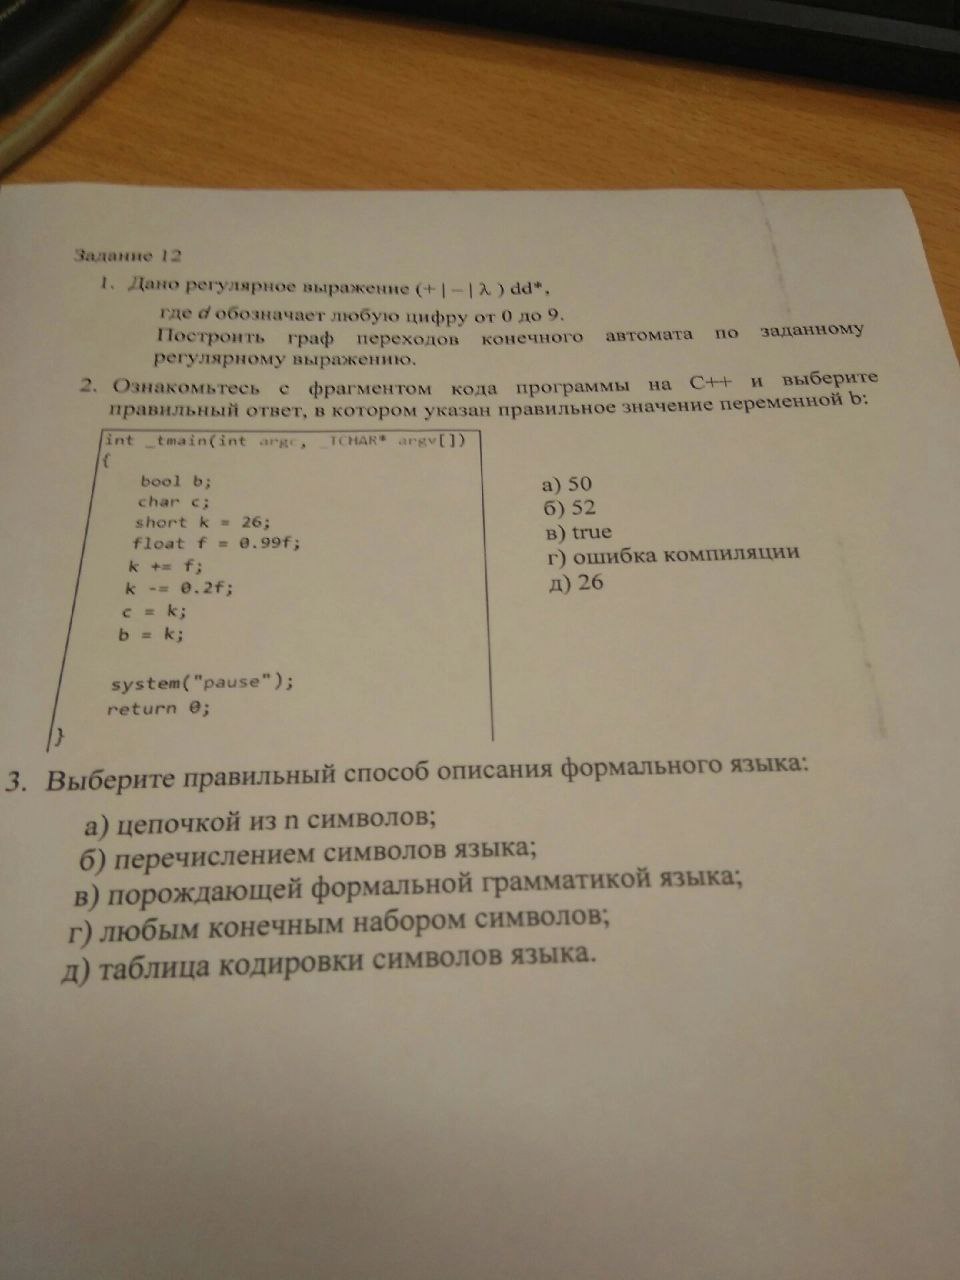 Задание 12
1. Дано регулярное выражение (+|−|λ) dd*,
где d обозначает любую цифру от 0 до 9.
Построить граф переходов конечного автомата по заданному
регулярному выражению.
2. Ознакомьтесь с фрагментом кода программы на C++ и выберите
правильный ответ, в котором указан правильное значение переменной b:
int _tmain(int argc, _TCHAR* argv[])
{
bool b;
char c;
short k = 26;
float f = 0.99f;
k += f;
k -= 0.2f;
c = k;
b = k;
system("pause");
return 0;
}
а) 50
б) 52
в) true
г) ошибка компиляции
д) 26
3. Выберите правильный способ описания формального языка:
а) цепочкой из n символов;
б) перечислением символов языка;
в) порождающей формальной грамматикой языка;
г) любым конечным набором символов;
д) таблица кодировки символов языка.